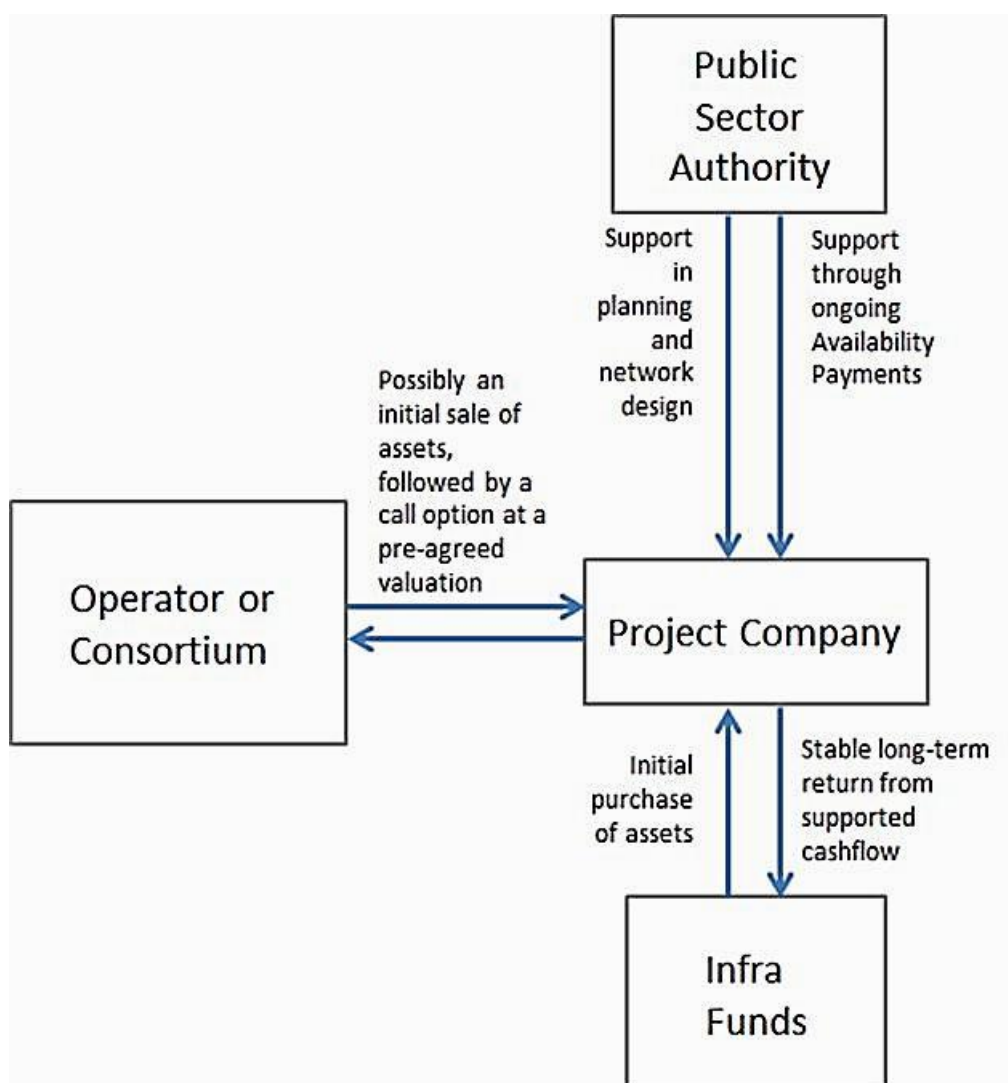 Public
Sector
Authority
Support
in
planning
and
network
design
Support
through
ongoing
Availability
Payments
Possibly an
initial sale of
assets,
followed by a
call option at a
pre-agreed
valuation
Operator or
Consortium
Project Company
Initial
purchase
of assets
Stable long-term
return from
supported
cashflow
Infra
Funds